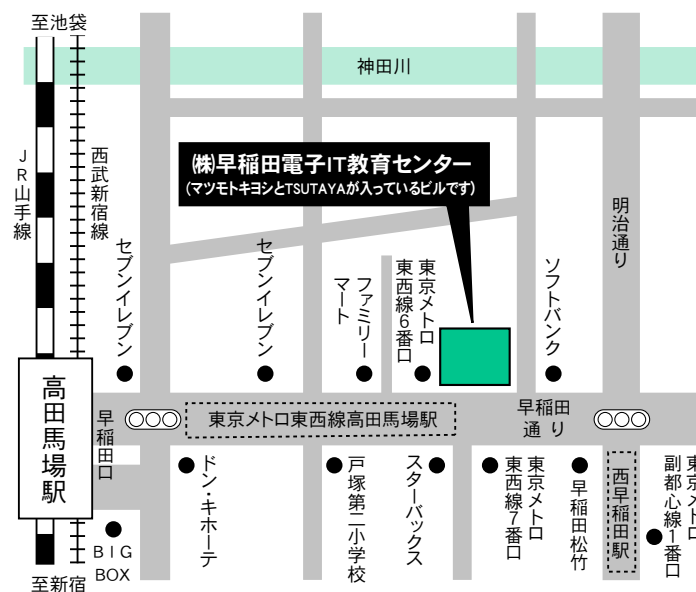 至池袋
神田川
JR山手線
西武新宿線
㈱早稲田電子IT教育センター
(マツモトキヨシとTSUTAYAが入っているビルです)
明治通り
セブンイレブン
セブンイレブン
ファミリー
マート
東京メトロ
東西線6番口
ソフトバンク
高田馬場駅
早稲田口
東京メトロ東西線高田馬場駅
早稲田
通り
BIG
BOX
ドン・キホーテ
戸塚第二小学校
スターバックス
東京メトロ
東西線7番口
早稲田松竹
西早稲田駅
東京メトロ
副都心線1番口
至新宿